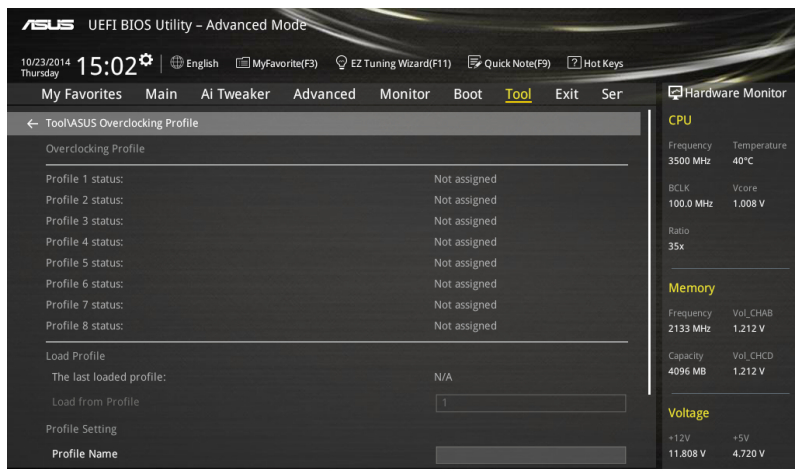 ASUS UEFI BIOS Utility – Advanced Mode
10/23/2014
Thursday
15:02
English MyFavorite(F3) EZ Tuning Wizard(F11) Quick Note(F9) ? Hot Keys
My Favorites Main Ai Tweaker Advanced Monitor Boot Tool Exit Ser
← Tool\ASUS Overclocking Profile
Overclocking Profile
Profile 1 status: Not assigned
Profile 2 status: Not assigned
Profile 3 status: Not assigned
Profile 4 status: Not assigned
Profile 5 status: Not assigned
Profile 6 status: Not assigned
Profile 7 status: Not assigned
Profile 8 status: Not assigned
Load Profile
The last loaded profile: N/A
Load from Profile 1
Profile Setting
Profile Name
Hardware Monitor
CPU
Frequency Temperature
3500 MHz 40°C
BCLK Vcore
100.0 MHz 1.008 V
Ratio
35x
Memory
Frequency Vol_CHAB
2133 MHz 1.212 V
Capacity Vol_CHCD
4096 MB 1.212 V
Voltage
+12V +5V
11.808 V 4.720 V